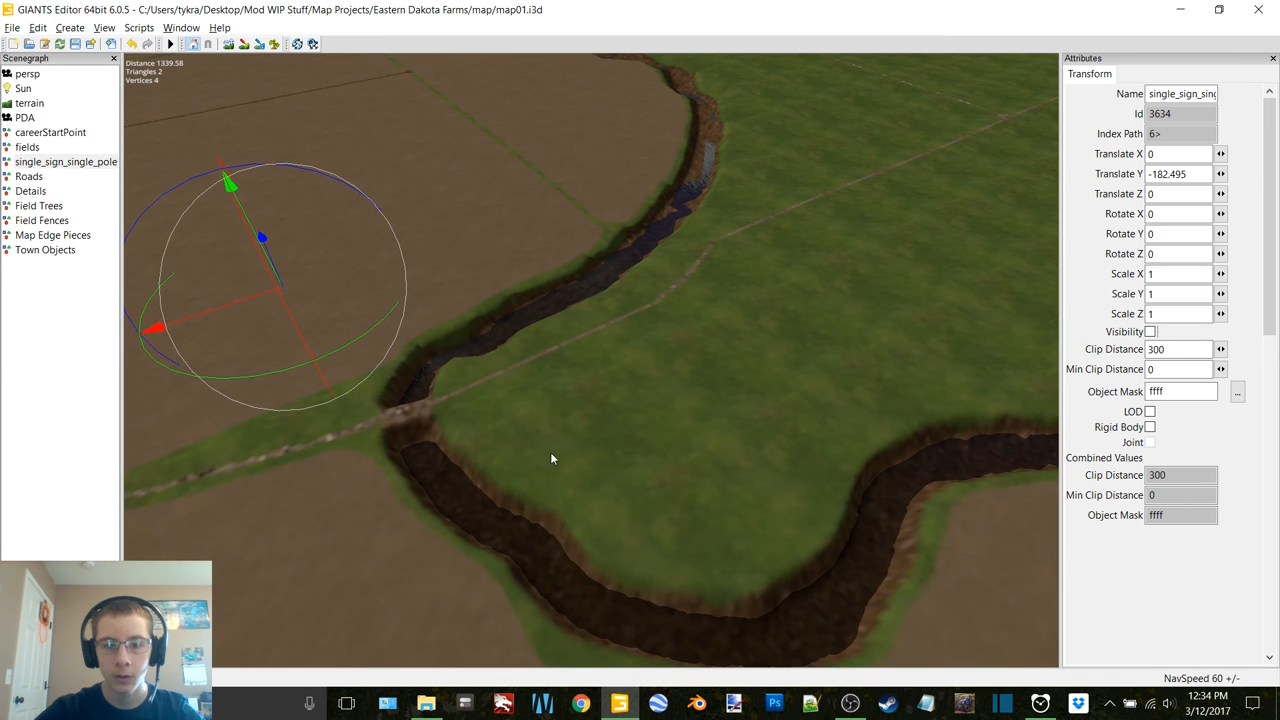 GIANTS Editor 64bit 6.0.5 - C:/Users/tykra/Desktop/Mod WIP Stuff/Map Projects/Eastern Dakota Farms/map/map01.i3d
File Edit Create View Scripts Window Help
Scenegraph
persp
Sun
terrain
PDA
careerStartPoint
fields
single_sign_single_pole
Roads
Details
Field Trees
Field Fences
Map Edge Pieces
Town Objects
Distance 1339.58
Triangles 2
Vertices 4
Attributes
Transform
Name single_sign_sing
Id 3634
Index Path 6>
Translate X 0
Translate Y -182.495
Translate Z 0
Rotate X 0
Rotate Y 0
Rotate Z 0
Scale X 1
Scale Y 1
Scale Z 1
Visibility
Clip Distance 300
Min Clip Distance 0
Object Mask ffff ...
LOD
Rigid Body
Joint
Combined Values
Clip Distance 300
Min Clip Distance 0
Object Mask ffff
NavSpeed 60 +/-
Ps
12:34 PM
3/12/2017